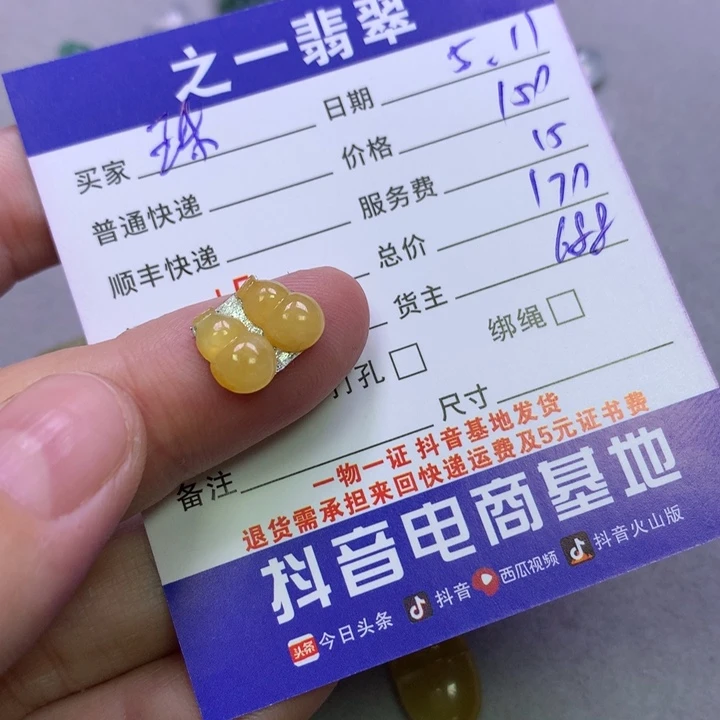 之一翡翠
买家 珠 日期 5.11
普通快递 价格 150
顺丰快递 服务费 15
总价 170
货主 688
打孔 绑绳
尺寸
备注
一物一证 抖音基地发货
退货需承担来回快递运费及5元证书费
抖音电商基地
头条 今日头条 抖音 西瓜视频 抖音火山版